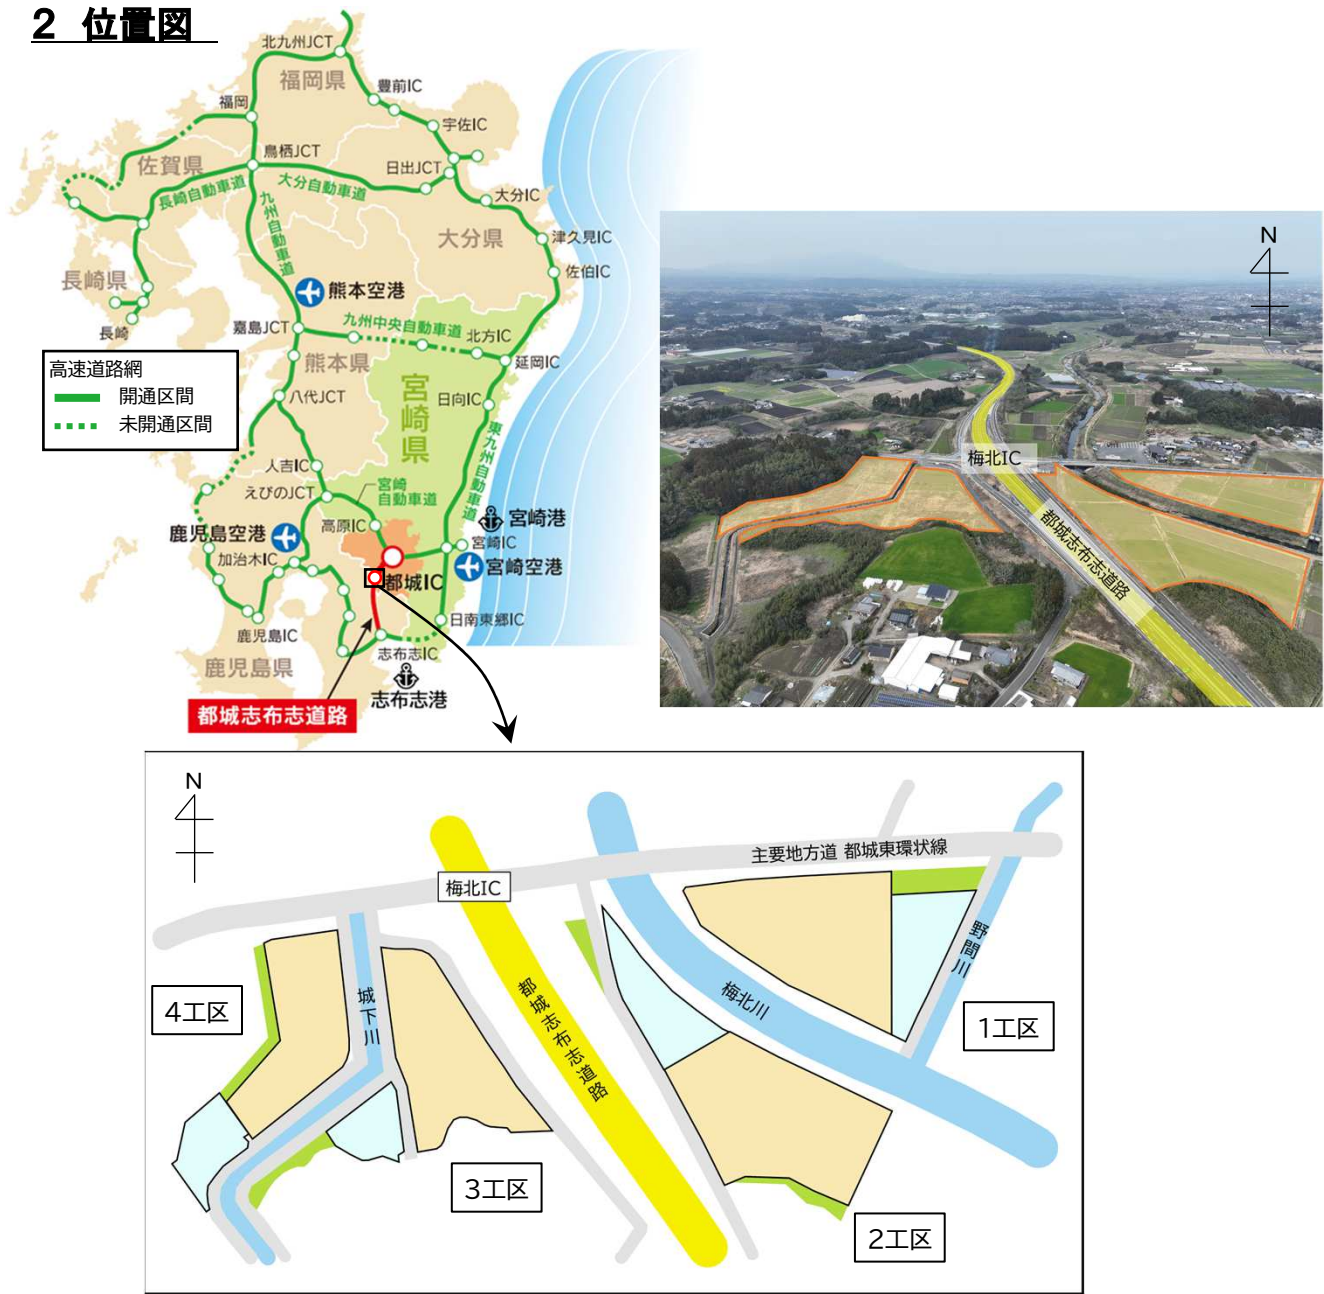 2 位置図
北九州JCT
福岡県
豊前IC
福岡
宇佐IC
鳥栖JCT
日出JCT
佐賀県
長崎自動車道
大分自動車道
九州自動車道
大分IC
大分県
津久見IC
佐伯IC
長崎県
熊本空港
長崎
嘉島JCT
九州中央自動車道
北方IC
延岡IC
熊本県
宮崎県
高速道路網
開通区間
未開通区間
八代JCT
日向IC
東九州自動車道
人吉IC
えびのJCT
宮崎
自動車道
高原IC
宮崎港
鹿児島空港
宮崎IC
加治木IC
宮崎空港
都城IC
鹿児島IC
日南東郷IC
志布志IC
鹿児島県
志布志港
都城志布志道路
N
梅北IC
都城志布志道路
N
主要地方道 都城東環状線
梅北IC
野間川
4工区
城下川
都城志布志道路
梅北川
1工区
3工区
2工区